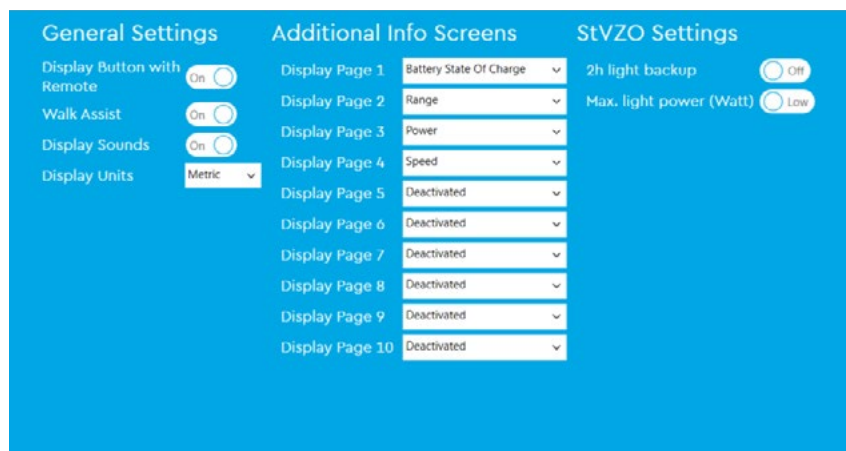 General Settings
Display Button with
Remote
On
Walk Assist
On
Display Sounds
On
Display Units
Metric
Additional Info Screens
Display Page 1
Battery State Of Charge
Display Page 2
Range
Display Page 3
Power
Display Page 4
Speed
Display Page 5
Deactivated
Display Page 6
Deactivated
Display Page 7
Deactivated
Display Page 8
Deactivated
Display Page 9
Deactivated
Display Page 10
Deactivated
StVZO Settings
2h light backup
Off
Max. light power (Watt)
Low